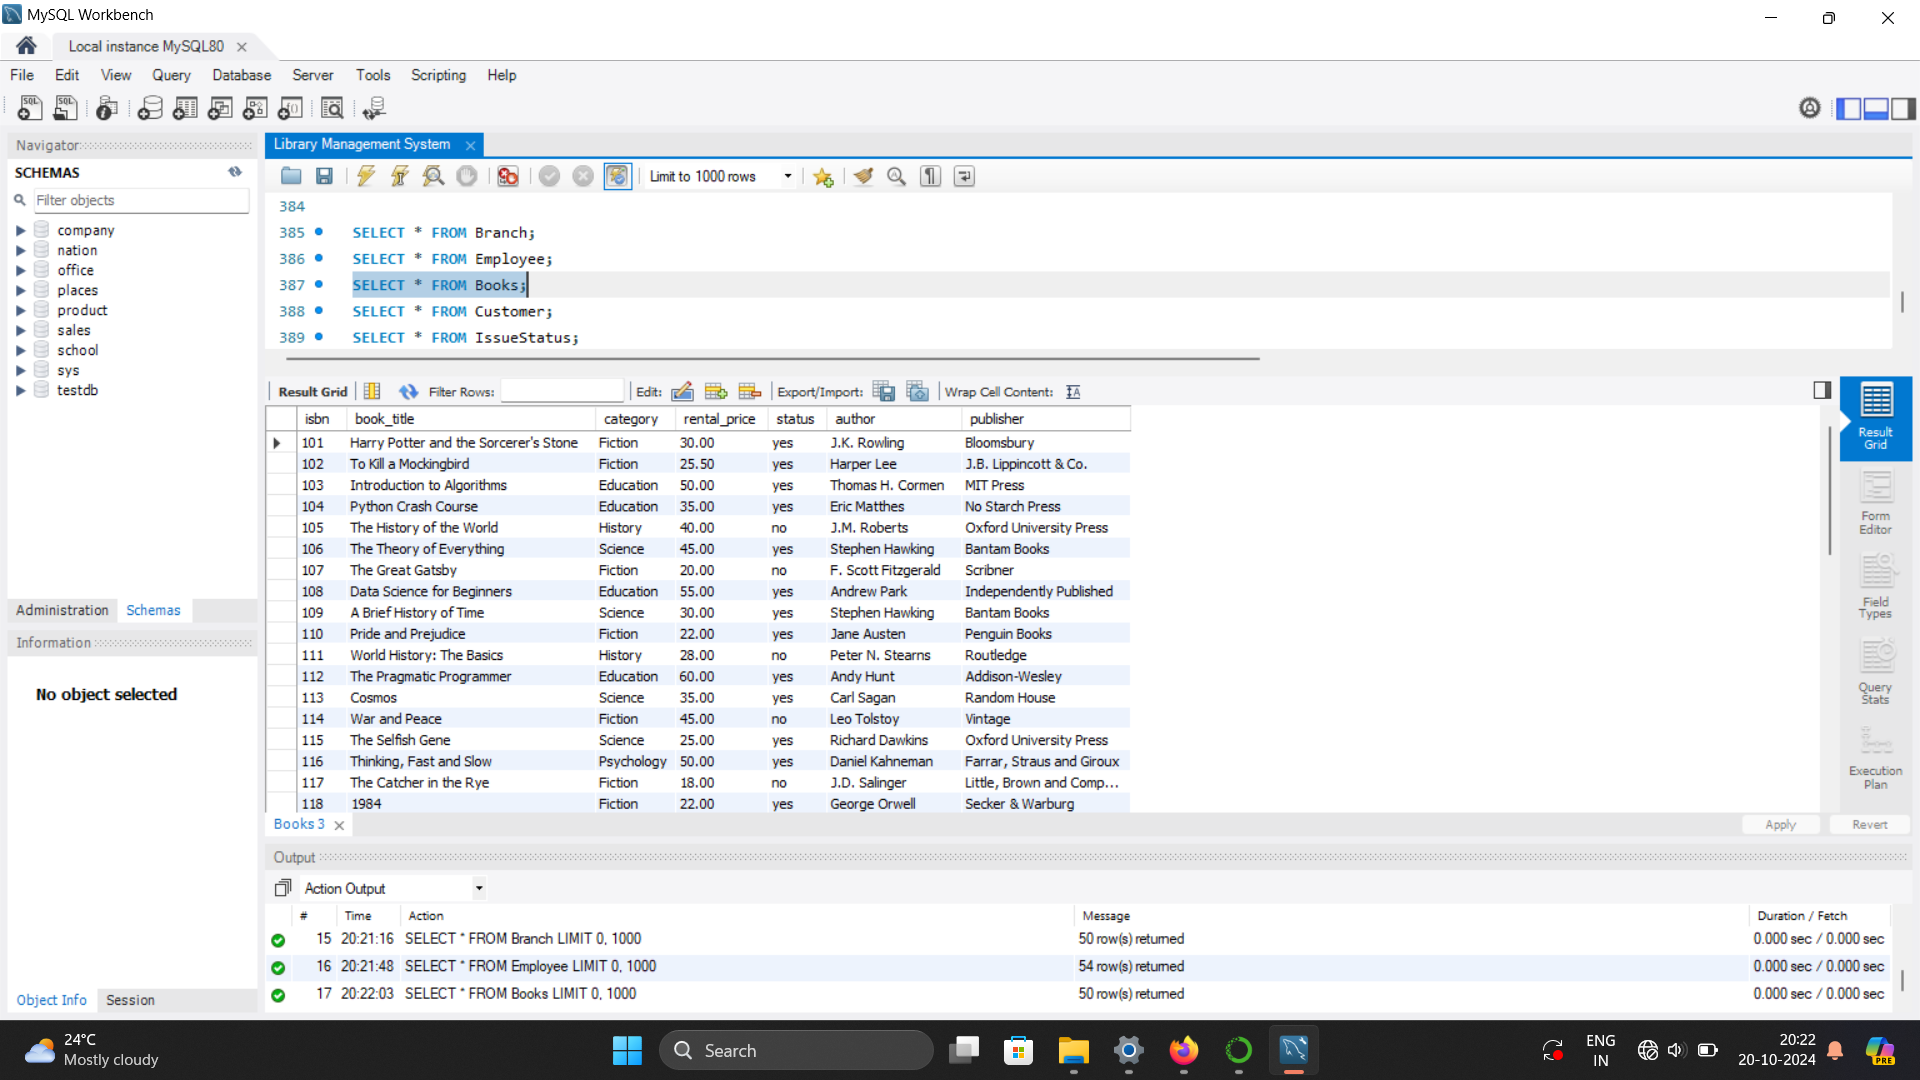 MySQL Workbench
Local instance MySQL80
File Edit View Query Database Server Tools Scripting Help
Navigator
SCHEMAS
Filter objects
company
nation
office
places
product
sales
school
sys
testdb
Administration Schemas
Information
No object selected
Object Info Session
Library Management System
Limit to 1000 rows
384
385 SELECT * FROM Branch;
386 SELECT * FROM Employee;
387 SELECT * FROM Books;
388 SELECT * FROM Customer;
389 SELECT * FROM IssueStatus;
Result Grid Filter Rows: Edit: Export/Import: Wrap Cell Content:
isbn book_title category rental_price status author publisher
101 Harry Potter and the Sorcerer's Stone Fiction 30.00 yes J.K. Rowling Bloomsbury
102 To Kill a Mockingbird Fiction 25.50 yes Harper Lee J.B. Lippincott & Co.
103 Introduction to Algorithms Education 50.00 yes Thomas H. Cormen MIT Press
104 Python Crash Course Education 35.00 yes Eric Matthes No Starch Press
105 The History of the World History 40.00 no J.M. Roberts Oxford University Press
106 The Theory of Everything Science 45.00 yes Stephen Hawking Bantam Books
107 The Great Gatsby Fiction 20.00 no F. Scott Fitzgerald Scribner
108 Data Science for Beginners Education 55.00 yes Andrew Park Independently Published
109 A Brief History of Time Science 30.00 yes Stephen Hawking Bantam Books
110 Pride and Prejudice Fiction 22.00 yes Jane Austen Penguin Books
111 World History: The Basics History 28.00 no Peter N. Stearns Routledge
112 The Pragmatic Programmer Education 60.00 yes Andy Hunt Addison-Wesley
113 Cosmos Science 35.00 yes Carl Sagan Random House
114 War and Peace Fiction 45.00 no Leo Tolstoy Vintage
115 The Selfish Gene Science 25.00 yes Richard Dawkins Oxford University Press
116 Thinking, Fast and Slow Psychology 50.00 yes Daniel Kahneman Farrar, Straus and Giroux
117 The Catcher in the Rye Fiction 18.00 no J.D. Salinger Little, Brown and Comp...
118 1984 Fiction 22.00 yes George Orwell Secker & Warburg
Result
Grid
Form
Editor
Field
Types
Query
Stats
Execution
Plan
Books 3
Apply Revert
Output
Action Output
# Time Action Message Duration / Fetch
15 20:21:16 SELECT * FROM Branch LIMIT 0, 1000 50 row(s) returned 0.000 sec / 0.000 sec
16 20:21:48 SELECT * FROM Employee LIMIT 0, 1000 54 row(s) returned 0.000 sec / 0.000 sec
17 20:22:03 SELECT * FROM Books LIMIT 0, 1000 50 row(s) returned 0.000 sec / 0.000 sec
24°C
Mostly cloudy
Search
ENG
IN
20:22
20-10-2024
PRE